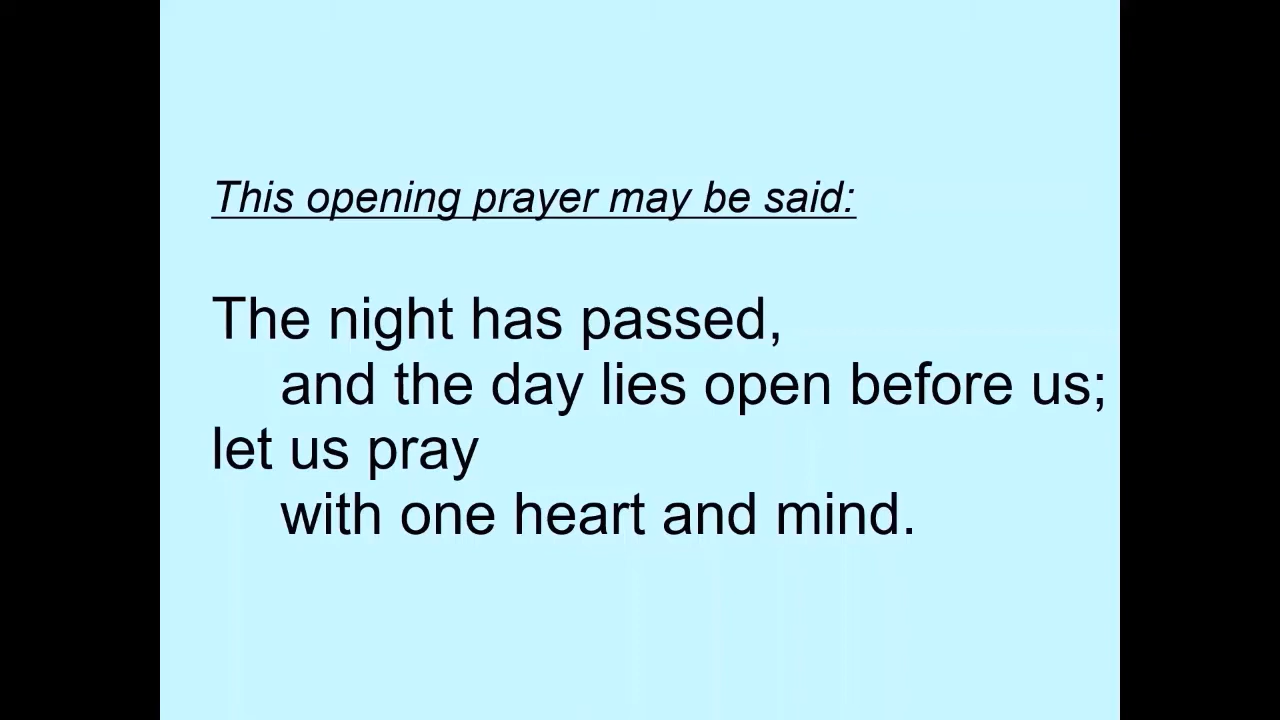 This opening prayer may be said:
The night has passed,
and the day lies open before us;
let us pray
with one heart and mind.